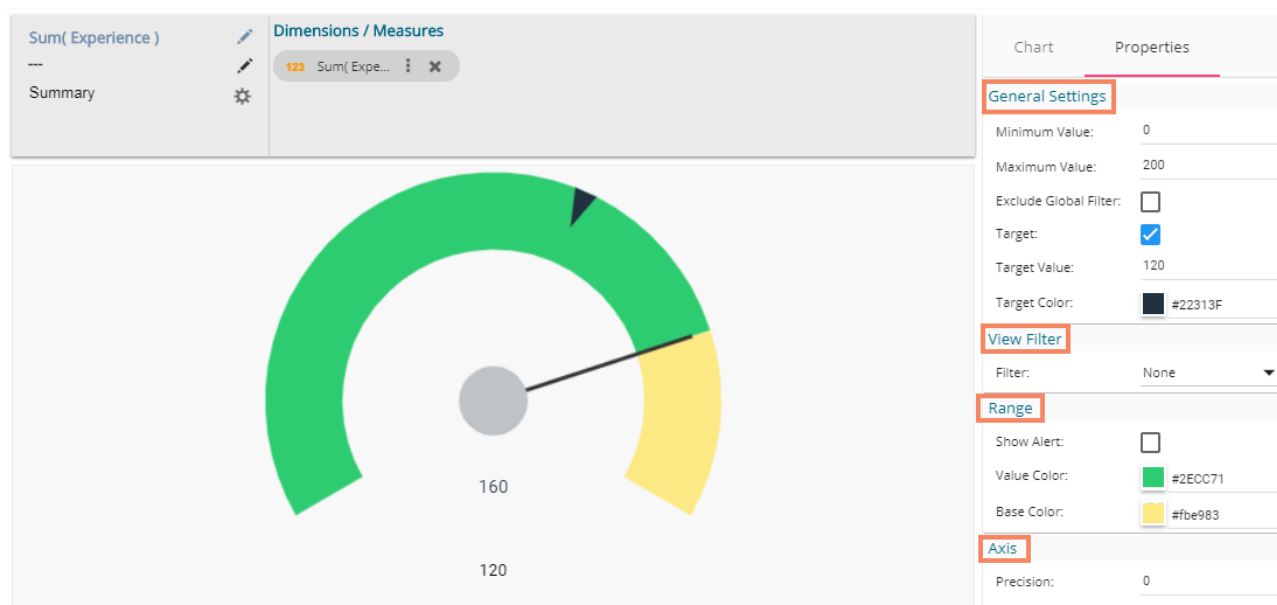 Sum( Experience )
---
Summary
Dimensions / Measures
123 Sum( Expe...
160
120
Chart Properties
General Settings
Minimum Value: 0
Maximum Value: 200
Exclude Global Filter:
Target:
Target Value: 120
Target Color: #22313F
View Filter
Filter: None
Range
Show Alert:
Value Color: #2ECC71
Base Color: #fbe983
Axis
Precision: 0